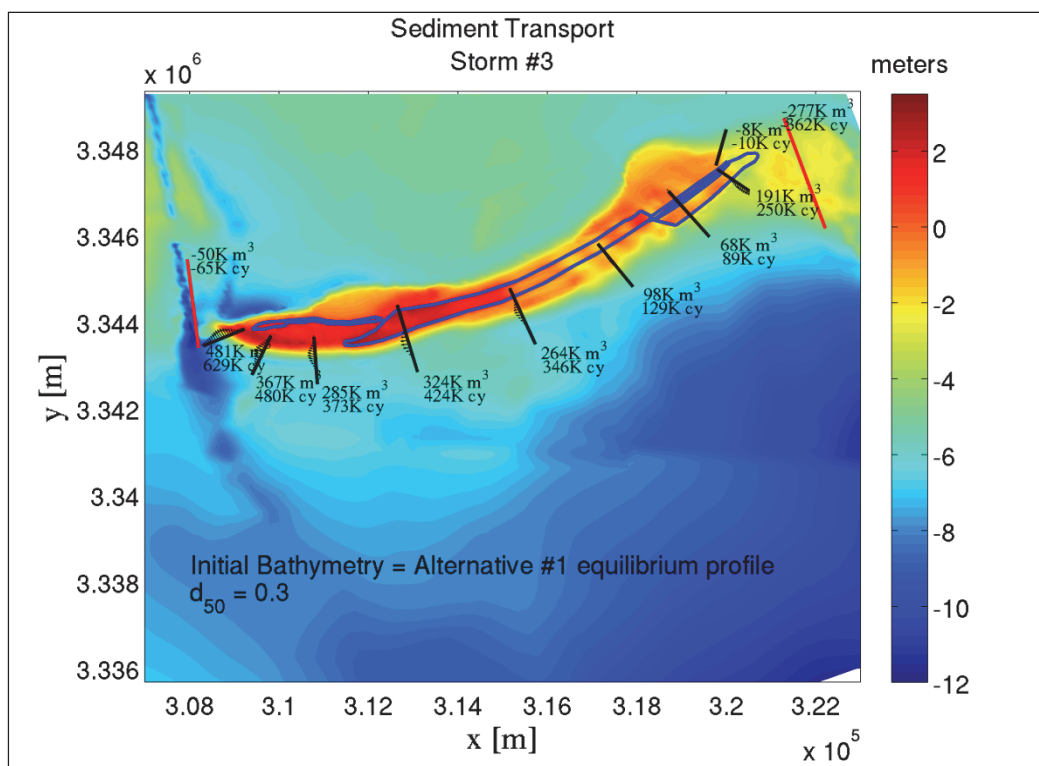 Sediment Transport
Storm #3
x 10^6
meters
-277K m^3
-362K cy
-8K m^3
-10K cy
191K m^3
250K cy
68K m^3
89K cy
98K m^3
129K cy
-50K m^3
-65K cy
264K m^3
346K cy
481K m^3
629K cy
367K m^3
480K cy
285K m^3
373K cy
324K m^3
424K cy
Initial Bathymetry = Alternative #1 equilibrium profile
d_50 = 0.3
y [m]
3.348
3.346
3.344
3.342
3.34
3.338
3.336
3.08
3.1
3.12
3.14
3.16
3.18
3.2
3.22
x [m]
x 10^5
2
0
-2
-4
-6
-8
-10
-12